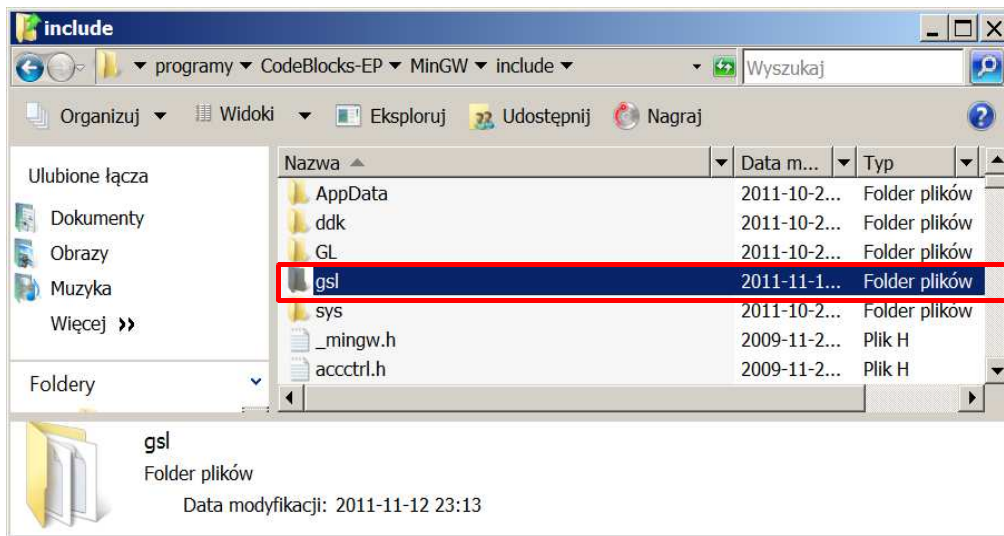 include
programy CodeBlocks-EP MinGW include Wyszukaj
Organizuj Widoki Eksploruj Udostępnij Nagraj
Ulubione łącza
Dokumenty
Obrazy
Muzyka
Więcej
Foldery
Nazwa Data m... Typ
AppData 2011-10-2... Folder plików
ddk 2011-10-2... Folder plików
GL 2011-10-2... Folder plików
gsl 2011-11-1... Folder plików
sys 2011-10-2... Folder plików
_mingw.h 2009-11-2... Plik H
accctrl.h 2009-11-2... Plik H
gsl
Folder plików
Data modyfikacji: 2011-11-12 23:13